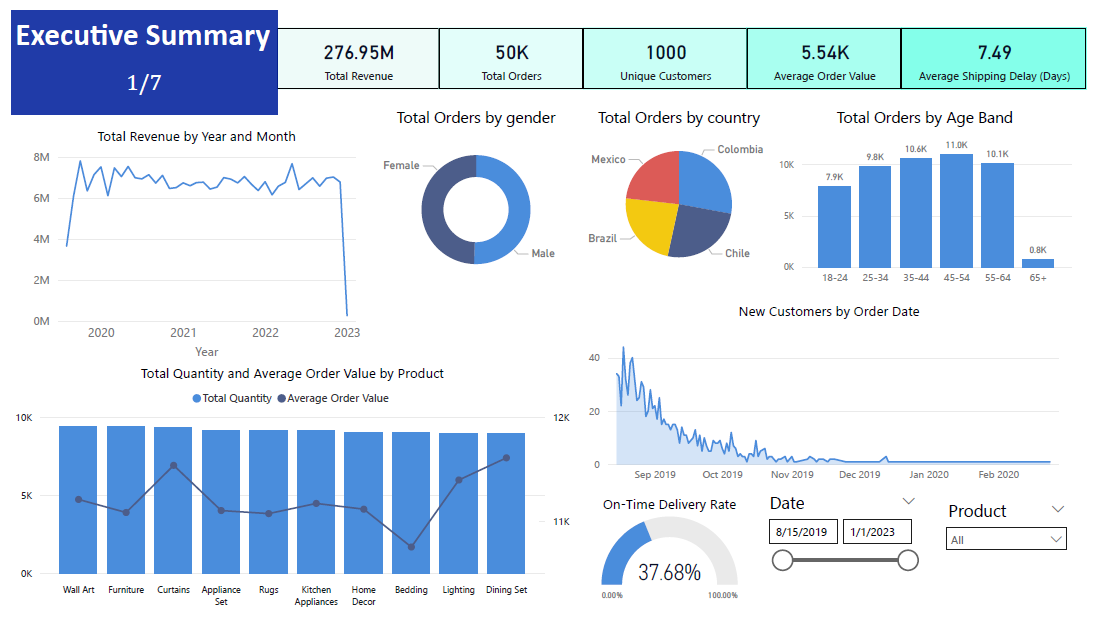 Executive Summary
1/7
276.95M
Total Revenue
50K
Total Orders
1000
Unique Customers
5.54K
Average Order Value
7.49
Average Shipping Delay (Days)
Total Revenue by Year and Month
8M
6M
4M
2M
0M
2020 2021 2022 2023
Year
Total Orders by gender
Female
Male
Total Orders by country
Mexico
Colombia
Brazil
Chile
Total Orders by Age Band
10K
5K
0K
7.9K 9.8K 10.6K 11.0K 10.1K 0.8K
18-24 25-34 35-44 45-54 55-64 65+
New Customers by Order Date
40
20
0
Sep 2019 Oct 2019 Nov 2019 Dec 2019 Jan 2020 Feb 2020
Total Quantity and Average Order Value by Product
Total Quantity Average Order Value
10K
5K
0K
12K
11K
Wall Art
Furniture
Curtains
Appliance
Set
Rugs
Kitchen
Appliances
Home
Decor
Bedding
Lighting
Dining Set
On-Time Delivery Rate
37.68%
0.00% 100.00%
Date
8/15/2019 1/1/2023
Product
All